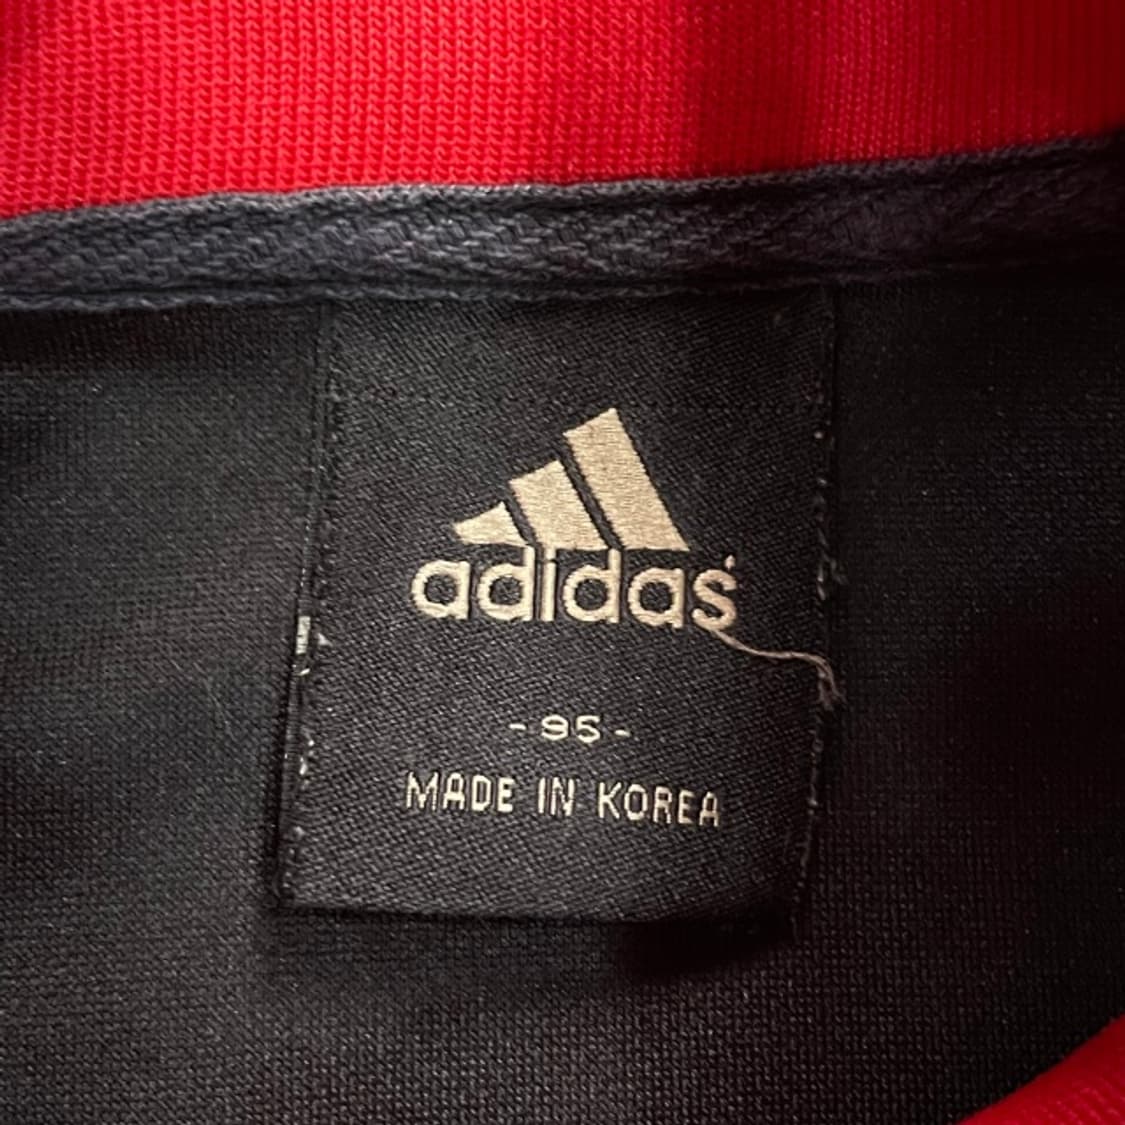 adidas
-95-
MADE IN KOREA